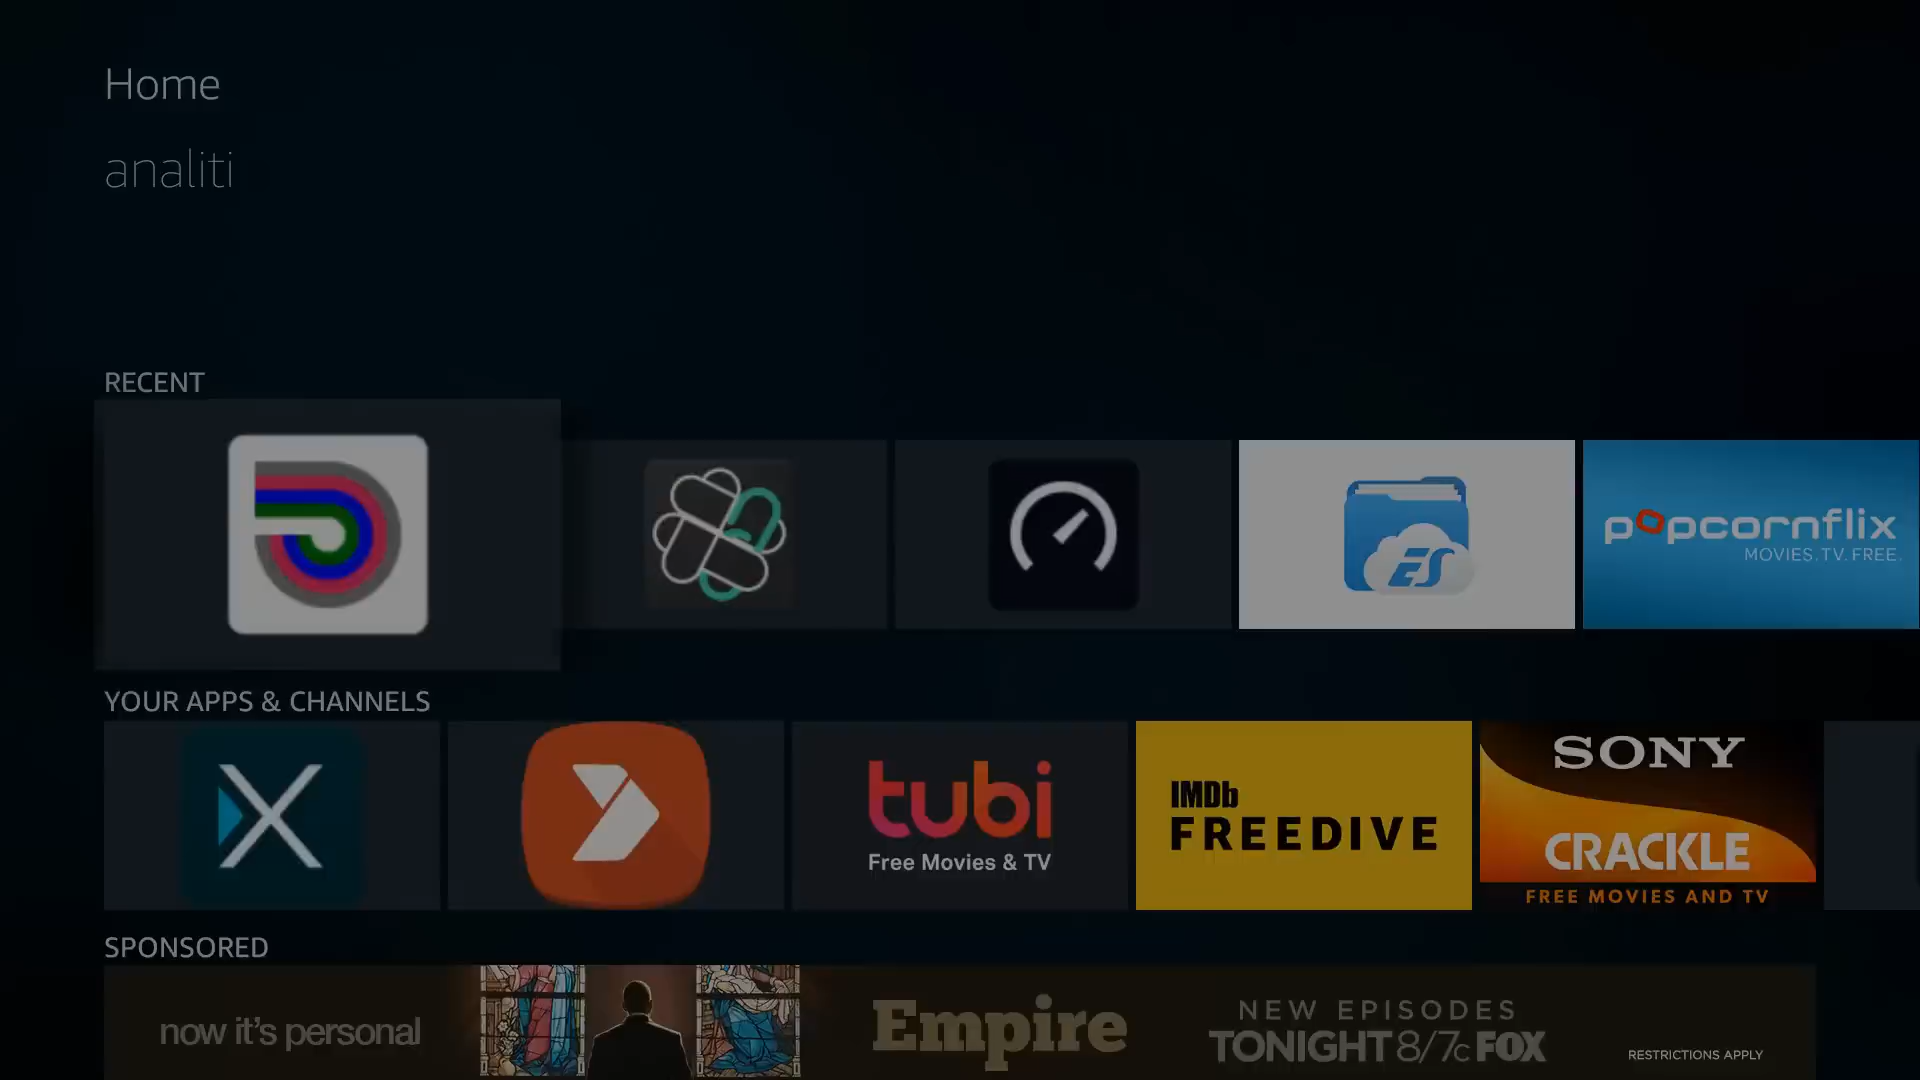 Home
analiti
RECENT
ES
popcornflix
MOVIES.TV.FREE.
YOUR APPS & CHANNELS
tubi
Free Movies & TV
IMDb
FREEDIVE
SONY
CRACKLE
FREE MOVIES AND TV
SPONSORED
now it's personal
Empire
NEW EPISODES
TONIGHT 8/7c FOX
RESTRICTIONS APPLY